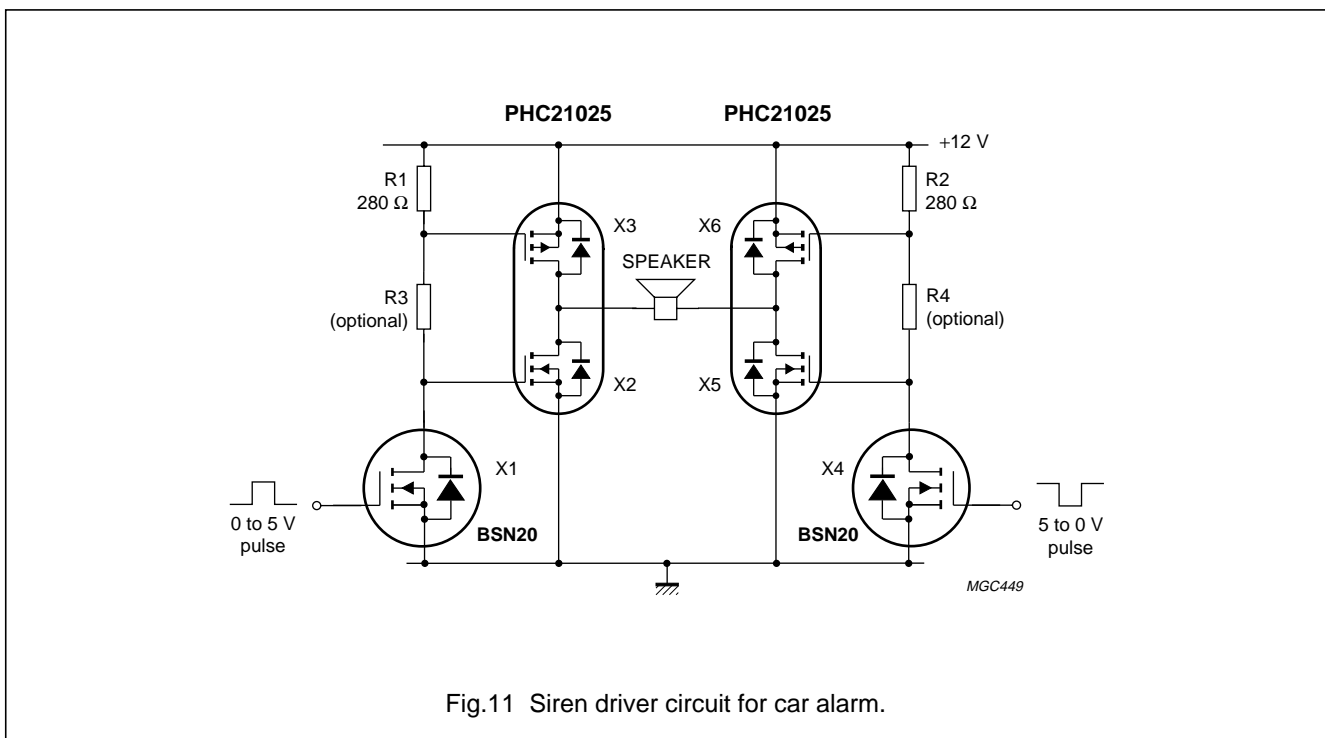 PHC21025 PHC21025
+12 V
R1
280 Ω
R2
280 Ω
X3
X6
SPEAKER
R3
(optional)
R4
(optional)
X2
X5
X1
X4
0 to 5 V
pulse
BSN20
BSN20
5 to 0 V
pulse
MGC449
Fig.11 Siren driver circuit for car alarm.